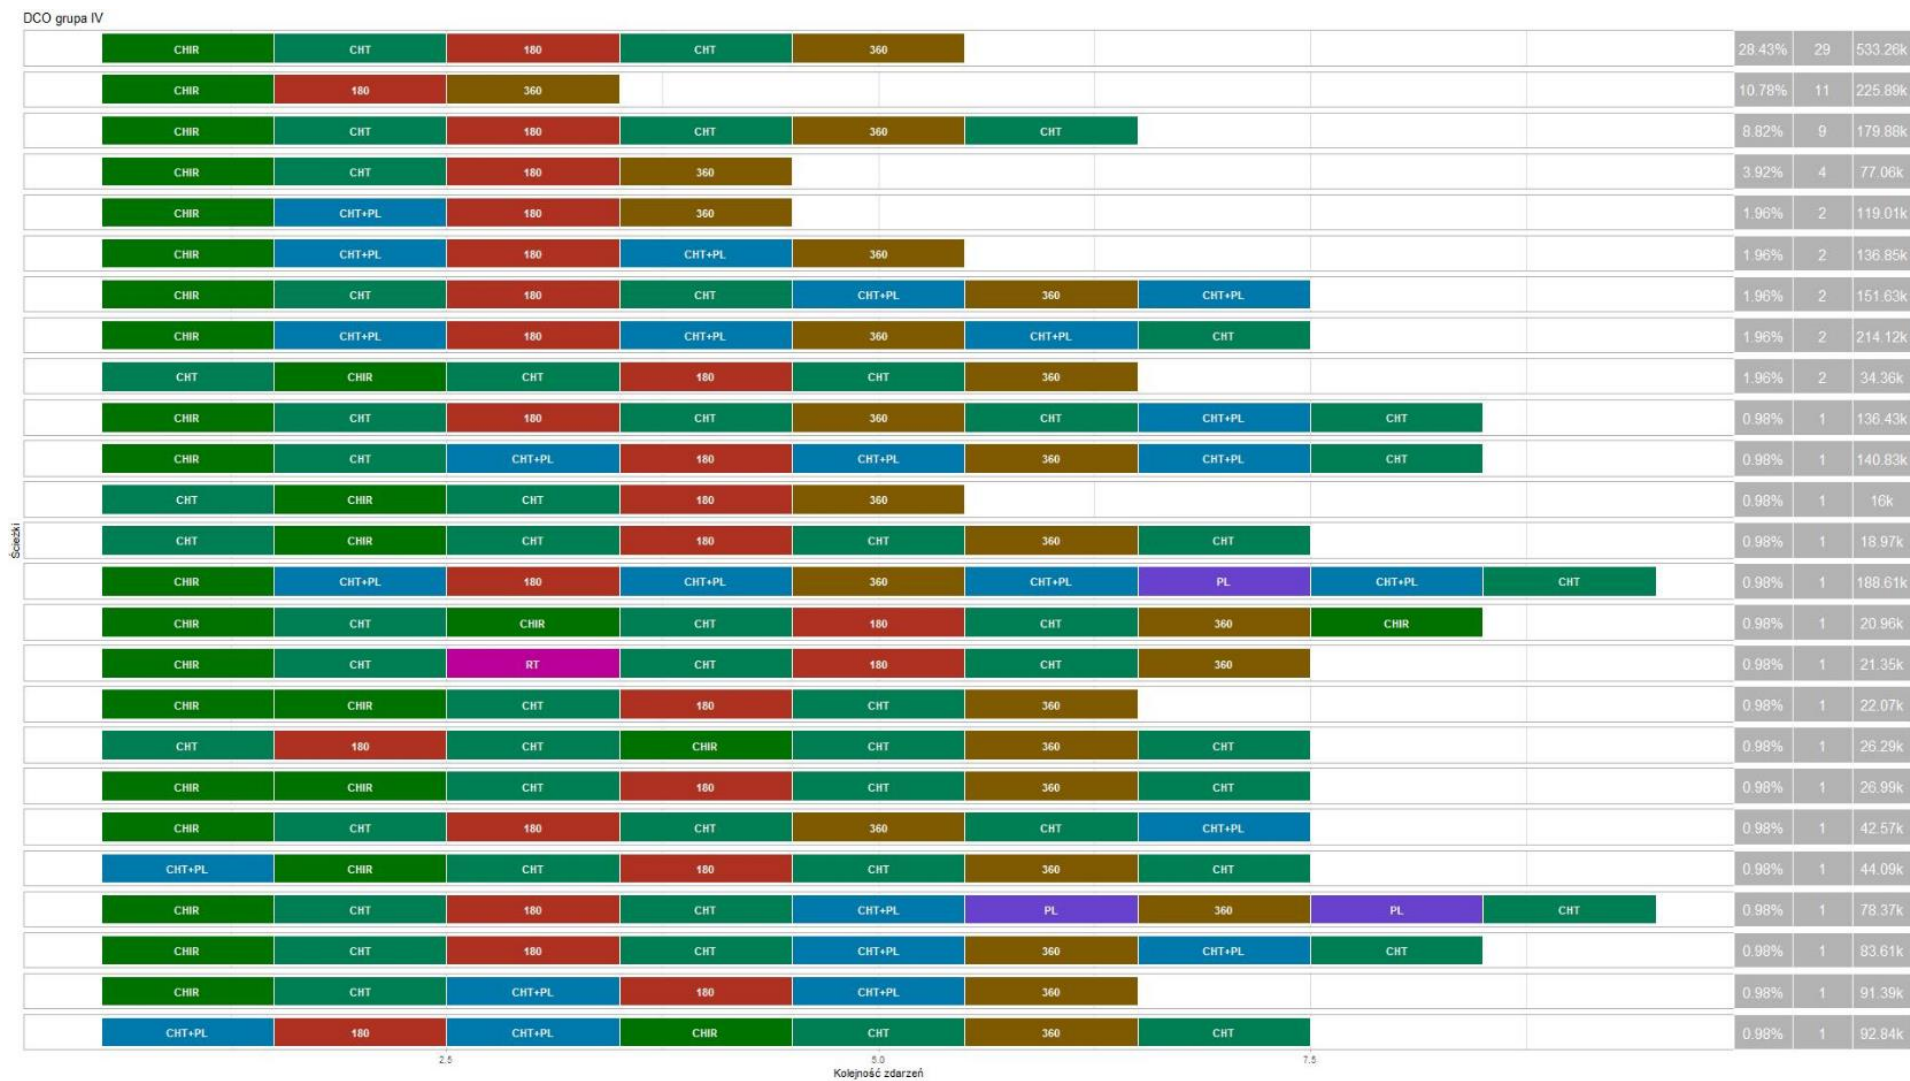 DCO grupa IV
CHIR CHT 180 CHT 360 28.43% 29 533.26k
CHIR 180 360 10.78% 11 225.89k
CHIR CHT 180 CHT 360 CHT 8.82% 9 179.88k
CHIR CHT 180 360 3.92% 4 77.06k
CHIR CHT+PL 180 360 1.96% 2 119.01k
CHIR CHT+PL 180 CHT+PL 360 1.96% 2 136.85k
CHIR CHT 180 CHT CHT+PL 360 CHT+PL 1.96% 2 151.63k
CHIR CHT+PL 180 CHT+PL 360 CHT+PL CHT 1.96% 2 214.12k
CHT CHIR CHT 180 CHT 360 1.96% 2 34.36k
CHIR CHT 180 CHT 360 CHT CHT+PL CHT 0.98% 1 136.43k
CHIR CHT CHT+PL 180 CHT+PL 360 CHT+PL CHT 0.98% 1 140.83k
CHT CHIR CHT 180 360 0.98% 1 16k
Ścieżki
CHT CHIR CHT 180 CHT 360 CHT 0.98% 1 18.97k
CHIR CHT+PL 180 CHT+PL 360 CHT+PL PL CHT+PL CHT 0.98% 1 188.61k
CHIR CHT CHIR CHT 180 CHT 360 CHIR 0.98% 1 20.96k
CHIR CHT RT CHT 180 CHT 360 0.98% 1 21.35k
CHIR CHIR CHT 180 CHT 360 0.98% 1 22.07k
CHT 180 CHT CHIR CHT 360 CHT 0.98% 1 26.29k
CHIR CHIR CHT 180 CHT 360 CHT 0.98% 1 26.99k
CHIR CHT 180 CHT 360 CHT CHT+PL 0.98% 1 42.57k
CHT+PL CHIR CHT 180 CHT 360 CHT 0.98% 1 44.09k
CHIR CHT 180 CHT CHT+PL PL 360 PL CHT 0.98% 1 78.37k
CHIR CHT 180 CHT CHT+PL 360 CHT+PL CHT 0.98% 1 83.61k
CHIR CHT CHT+PL 180 CHT+PL 360 0.98% 1 91.39k
CHT+PL 180 CHT+PL CHIR CHT 360 CHT 0.98% 1 92.84k
2.5 5.0 7.5
Kolejność zdarzeń